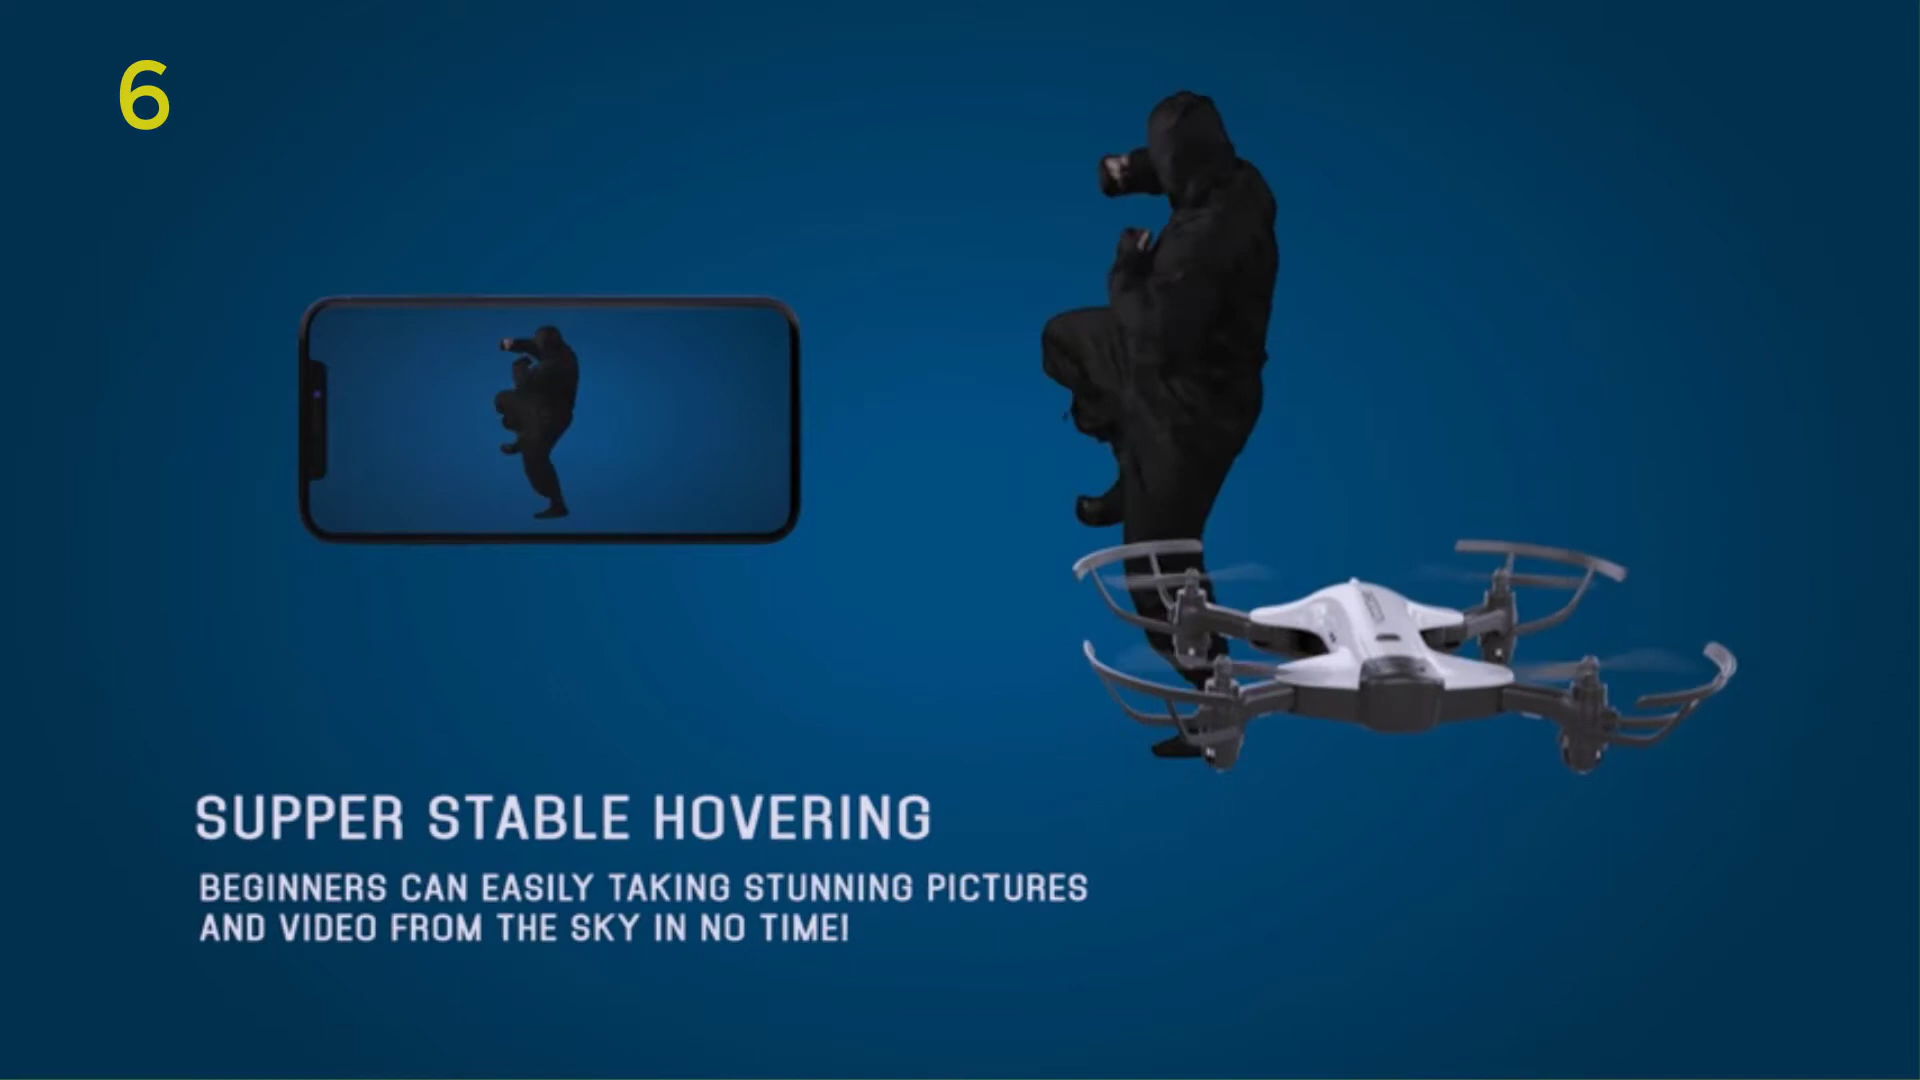 6
SUPPER STABLE HOVERING
BEGINNERS CAN EASILY TAKING STUNNING PICTURES
AND VIDEO FROM THE SKY IN NO TIME!